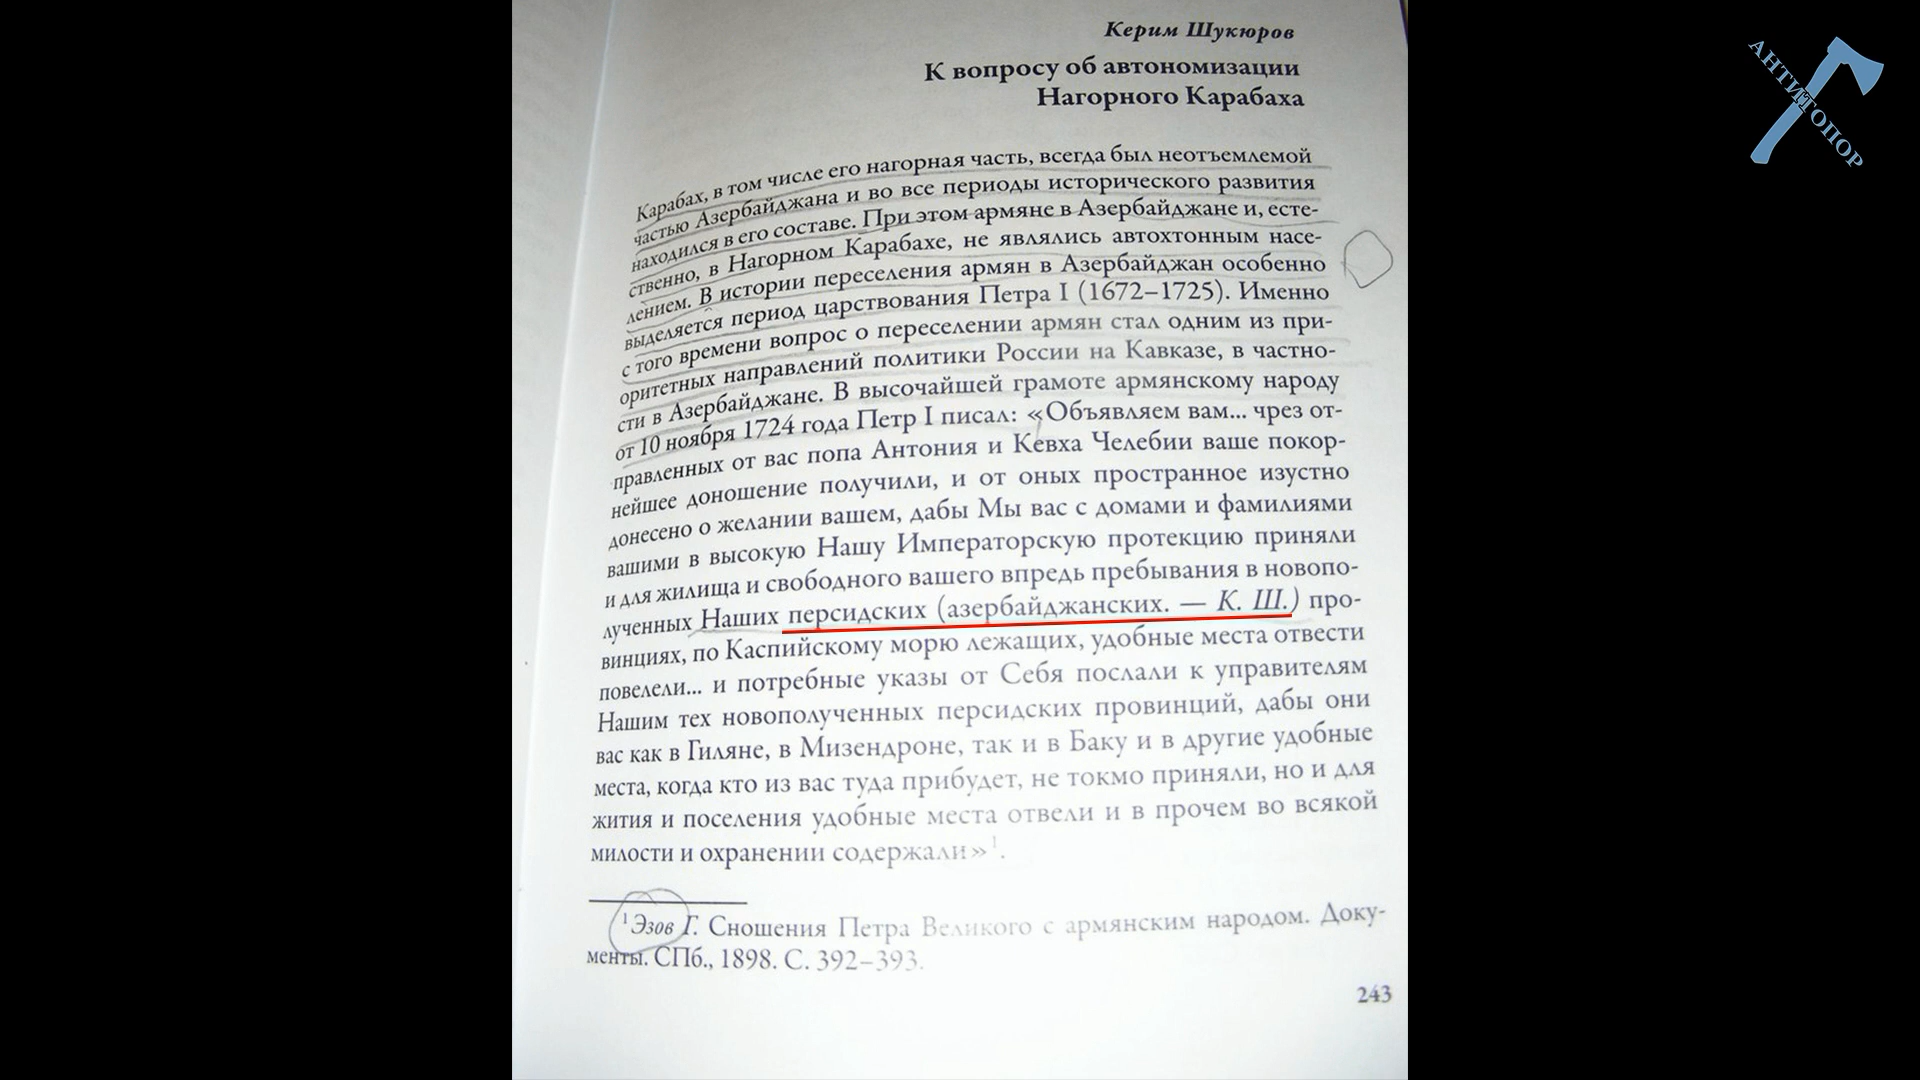 Керим Шукюров
К вопросу об автономизации
Нагорного Карабаха
Карабах, в том числе его нагорная часть, всегда был неотъемлемой
частью Азербайджана и во все периоды исторического развития
находился в его составе. При этом армяне в Азербайджане и, есте-
ственно, в Нагорном Карабахе, не являлись автохтонным насе-
лением. В истории переселения армян в Азербайджан особенно
выделяется период царствования Петра I (1672–1725). Именно
с того времени вопрос о переселении армян стал одним из при-
оритетных направлений политики России на Кавказе, в частно-
сти в Азербайджане. В высочайшей грамоте армянскому народу
от 10 ноября 1724 года Петр I писал: «Объявляем вам... чрез от-
правленных от вас попа Антония и Кевха Челебии ваше покор-
нейшее доношение получили, и от оных пространное изустно
донесено о желании вашем, дабы Мы вас с домами и фамилиями
вашими в высокую Нашу Императорскую протекцию приняли
и для жилища и свободного вашего впредь пребывания в новопо-
лученных Наших персидских (азербайджанских. — К. Ш.) про-
винциях, по Каспийскому морю лежащих, удобные места отвести
повелели... и потребные указы от Себя послали к управителям
Нашим тех новополученных персидских провинций, дабы они
вас как в Гиляне, в Мизендроне, так и в Баку и в другие удобные
места, когда кто из вас туда прибудет, не токмо приняли, но и для
жития и поселения удобные места отвели и в прочем во всякой
милости и охранении содержали»1.
1 Эзов Г. Сношения Петра Великого с армянским народом. Доку-
менты. СПб., 1898. С. 392–393.
243
АНТИТОПОР